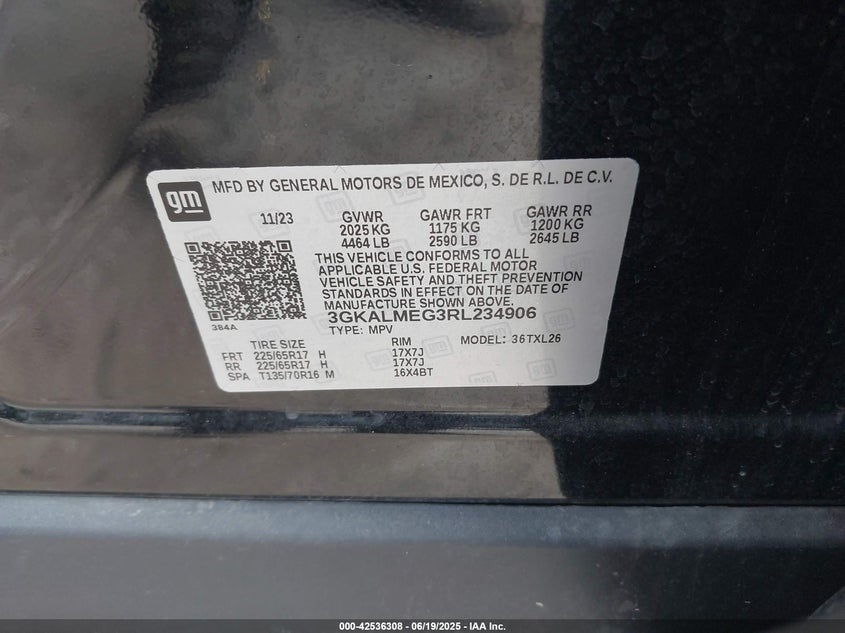 gm
MFD BY GENERAL MOTORS DE MEXICO, S. DE R.L. DE C.V.
11/23 GVWR GAWR FRT GAWR RR
2025 KG 1175 KG 1200 KG
4464 LB 2590 LB 2645 LB
THIS VEHICLE CONFORMS TO ALL
APPLICABLE U.S. FEDERAL MOTOR
VEHICLE SAFETY AND THEFT PREVENTION
STANDARDS IN EFFECT ON THE DATE OF
MANUFACTURE SHOWN ABOVE.
384A
3GKALMEG3RL234906
TYPE: MPV
TIRE SIZE RIM MODEL: 36TXL26
FRT 225/65R17 H 17X7J
RR 225/65R17 H 17X7J
SPA T135/70R16 M 16X4BT
000-42536308 - 06/19/2025 - IAA Inc.